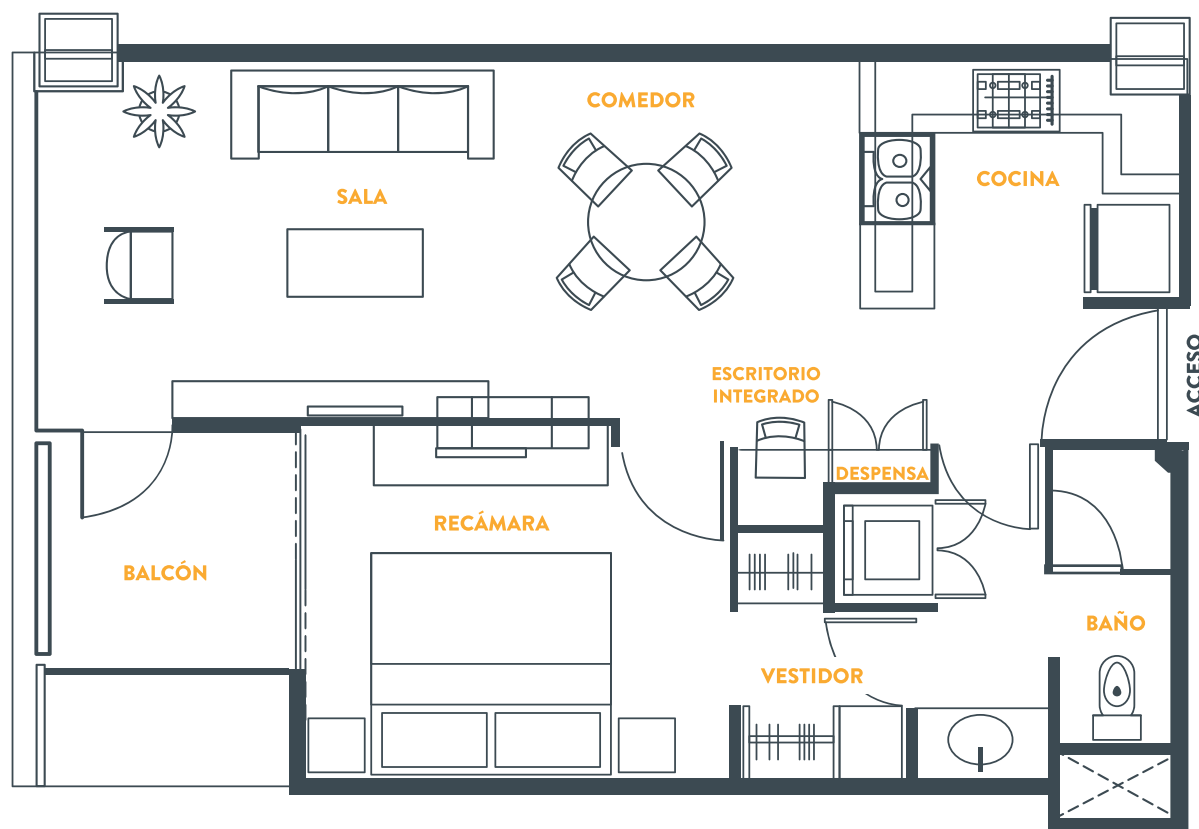 COMEDOR
COCINA
SALA
ACCESO
ESCRITORIO
INTEGRADO
DESPENSA
RECÁMARA
BALCÓN
BAÑO
VESTIDOR